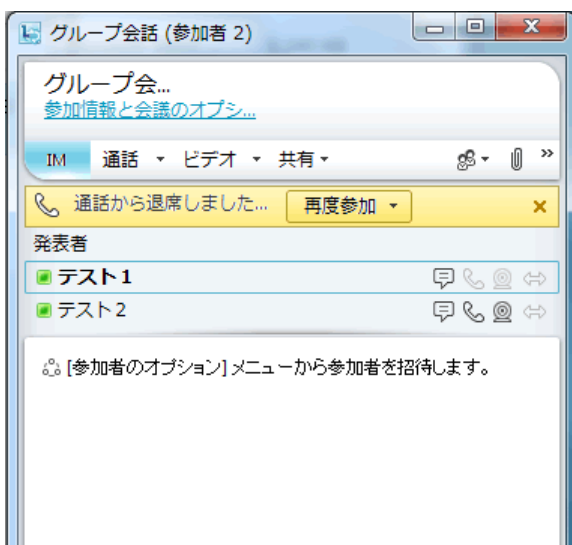 グループ会話 (参加者 2)
グループ会...
参加情報と会議のオプシ...
IM 通話 ビデオ 共有
通話から退席しました... 再度参加
発表者
テスト1
テスト2
[参加者のオプション] メニューから参加者を招待します。